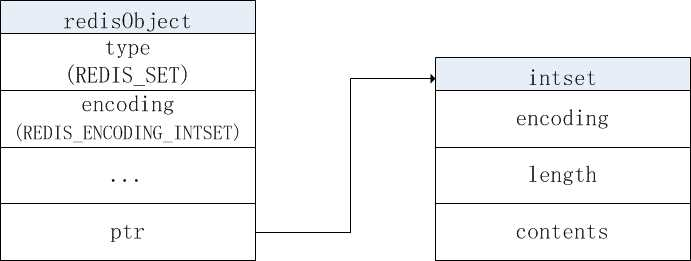 redisObject
type
(REDIS_SET)
encoding
(REDIS_ENCODING_INTSET)
...
ptr
intset
encoding
length
contents